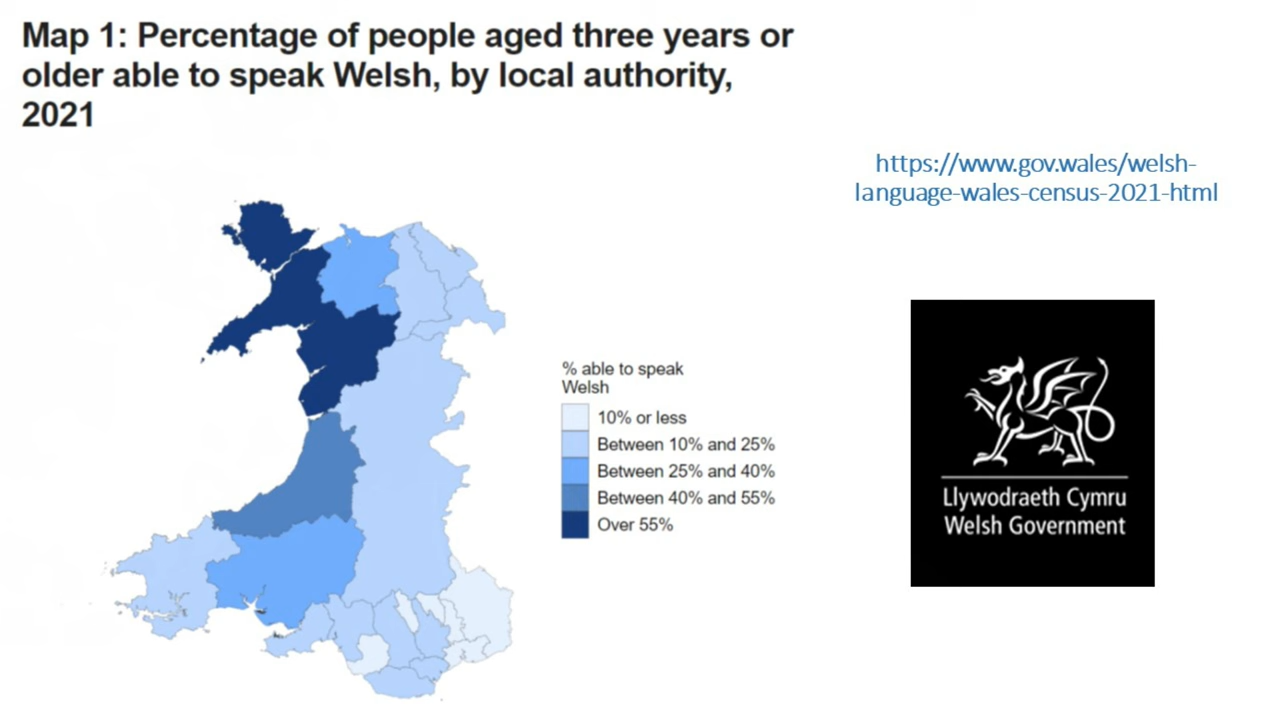 Map 1: Percentage of people aged three years or
older able to speak Welsh, by local authority,
2021
https://www.gov.wales/welsh-
language-wales-census-2021-html
% able to speak
Welsh
10% or less
Between 10% and 25%
Between 25% and 40%
Between 40% and 55%
Over 55%
Llywodraeth Cymru
Welsh Government